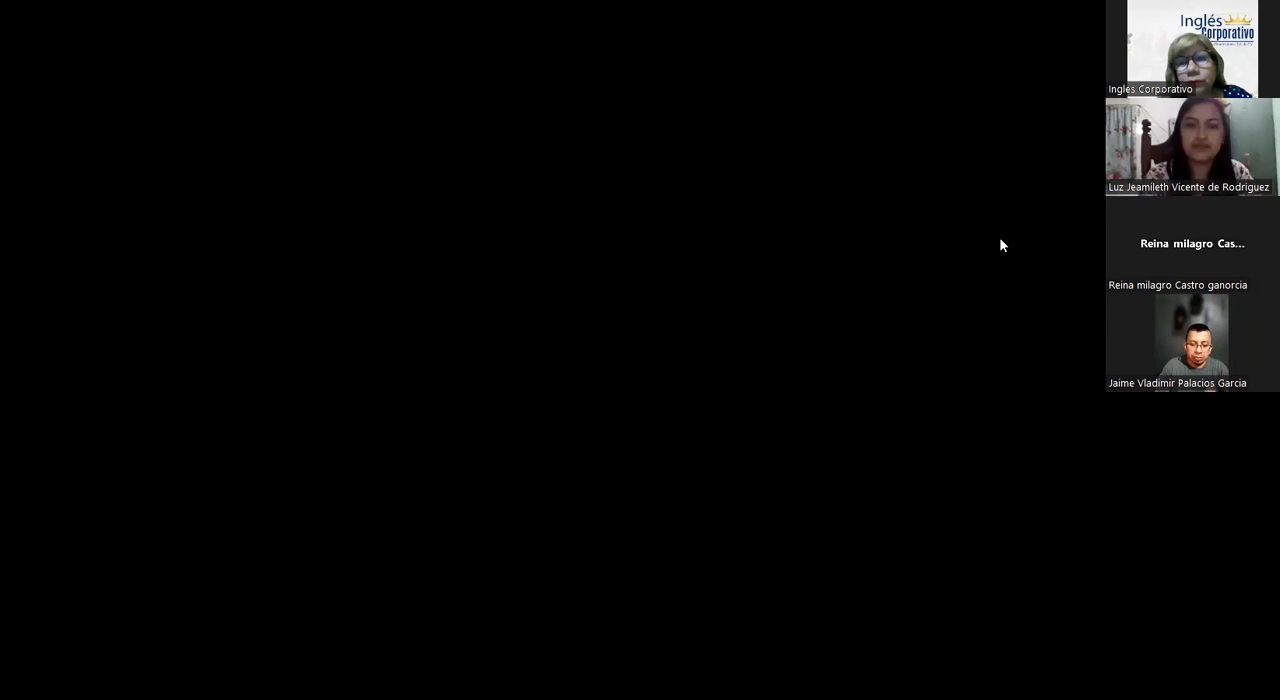 Inglés
Corporativo
Inglés Corporativo
Luz Jeamileth Vicente de Rodriguez
Reina milagro Cas...
Reina milagro Castro ganorcia
Jaime Vladimir Palacios Garcia